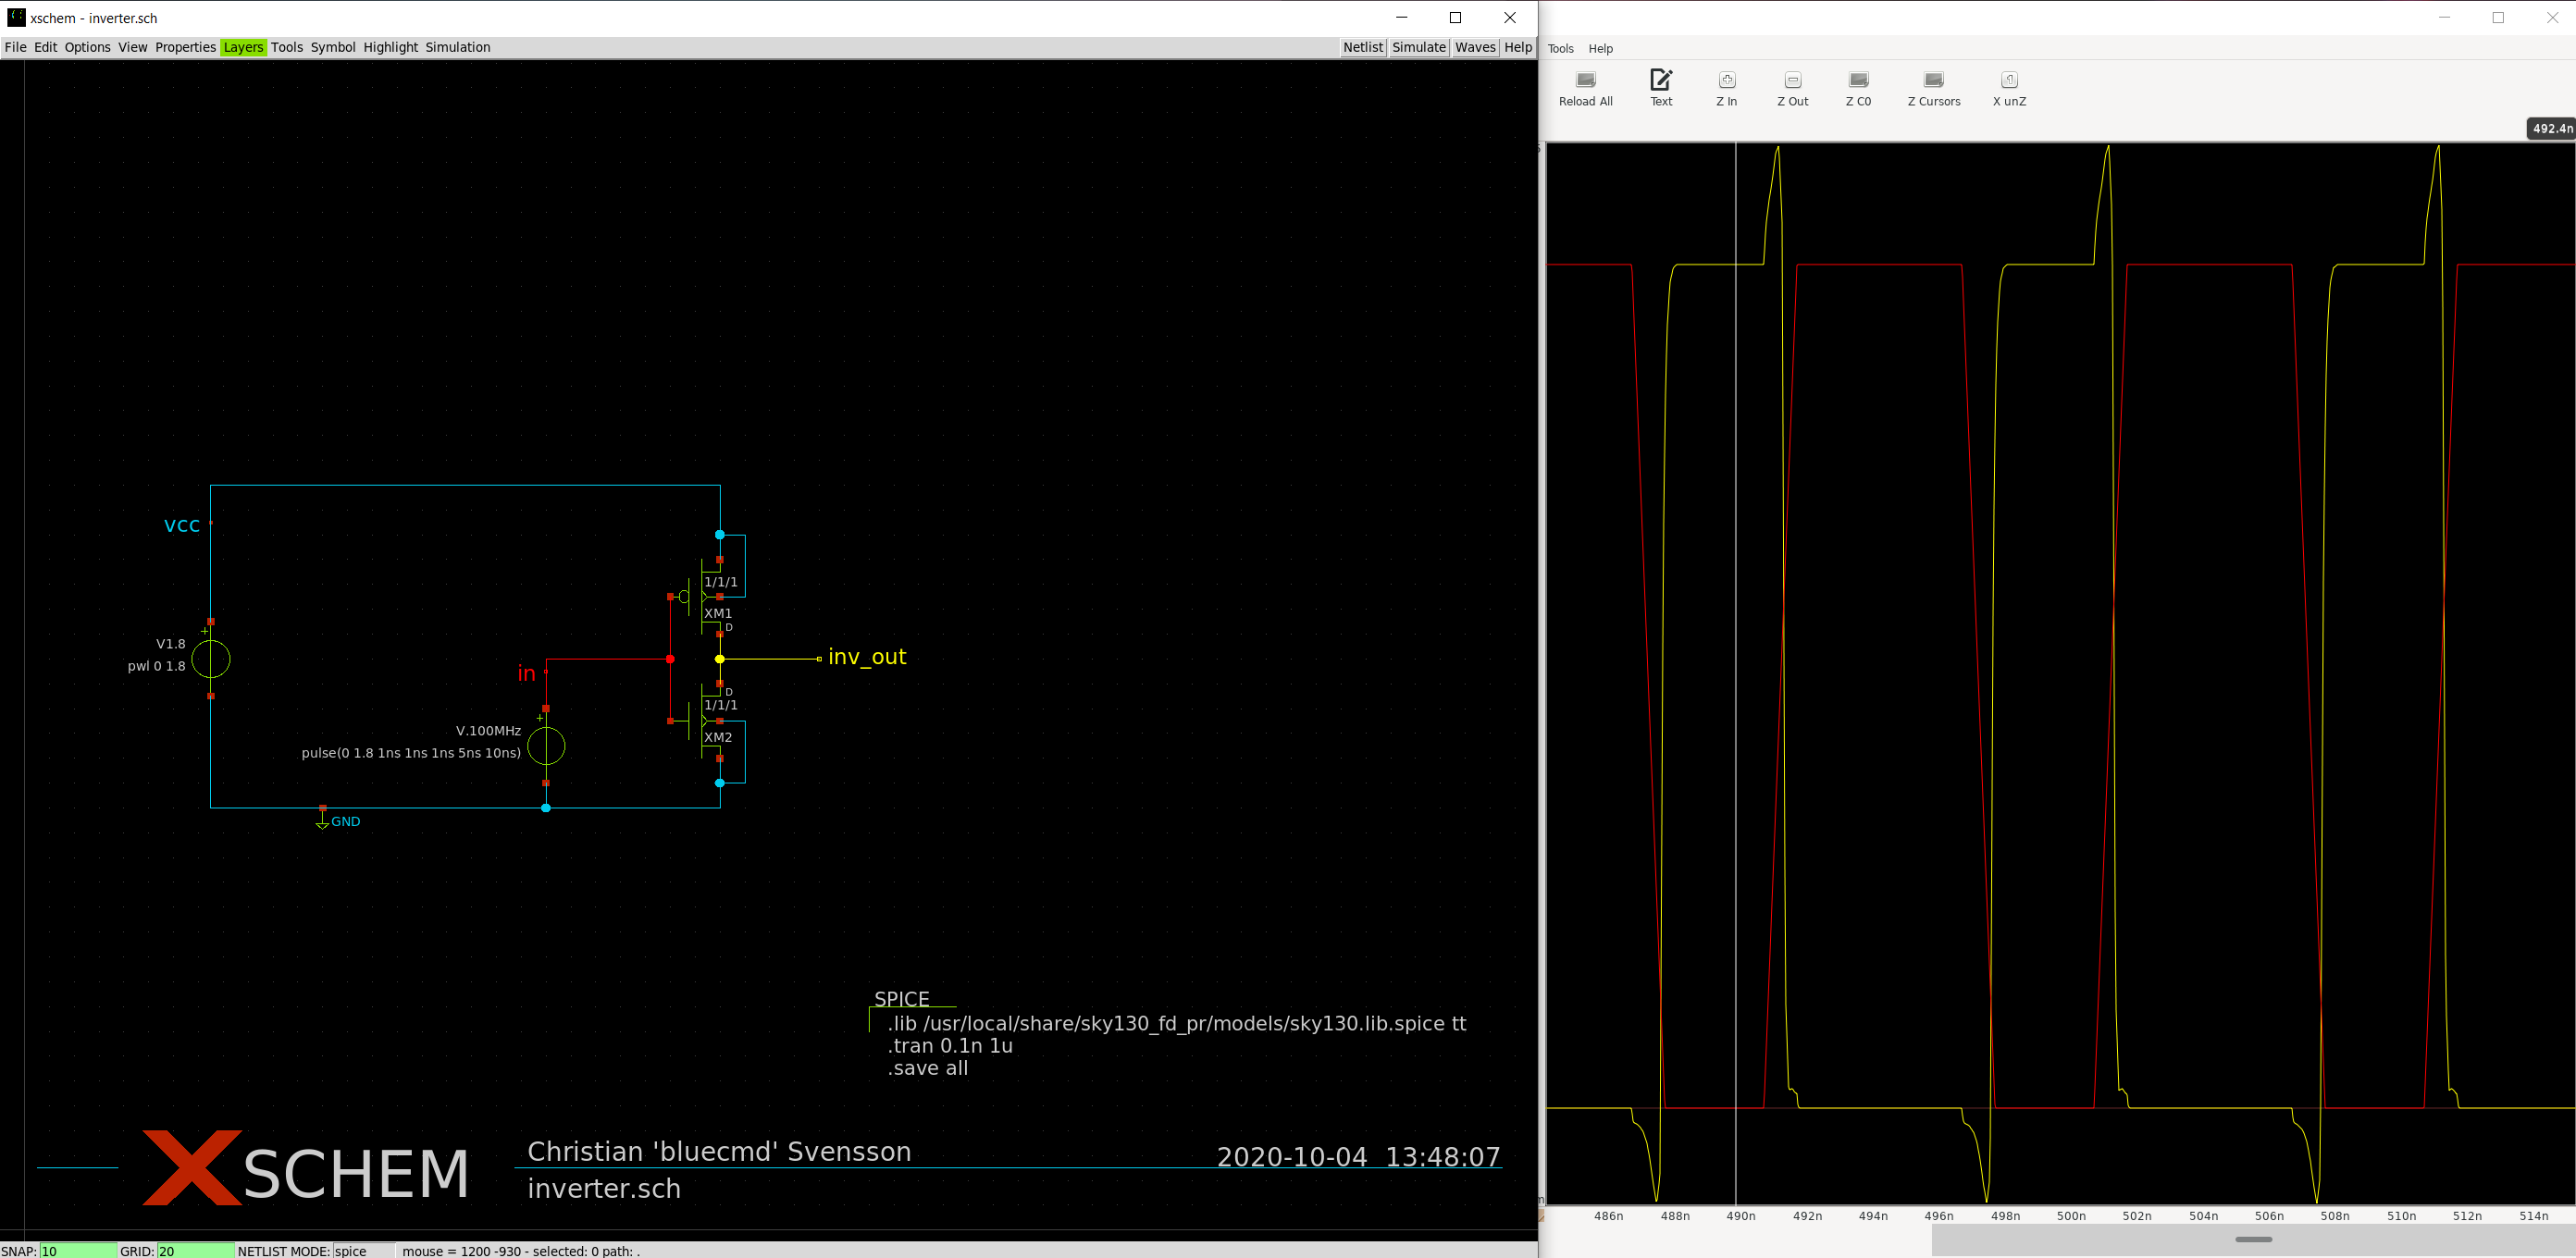 xschem - inverter.sch
File Edit Options View Properties Layers Tools Symbol Highlight Simulation Netlist Simulate Waves Help
Tools Help
Reload All Text Z In Z Out Z C0 Z Cursors X unZ
492.4n
vcc
V1.8
pwl 0 1.8
in
V.100MHz
pulse(0 1.8 1ns 1ns 1ns 5ns 10ns)
GND
1/1/1
XM1
D
inv_out
D
1/1/1
XM2
SPICE
.lib /usr/local/share/sky130_fd_pr/models/sky130.lib.spice tt
.tran 0.1n 1u
.save all
XSCHEM
Christian 'bluecmd' Svensson
2020-10-04 13:48:07
inverter.sch
486n 488n 490n 492n 494n 496n 498n 500n 502n 504n 506n 508n 510n 512n 514n
SNAP: 10 GRID: 20 NETLIST MODE: spice mouse = 1200 -930 - selected: 0 path: .